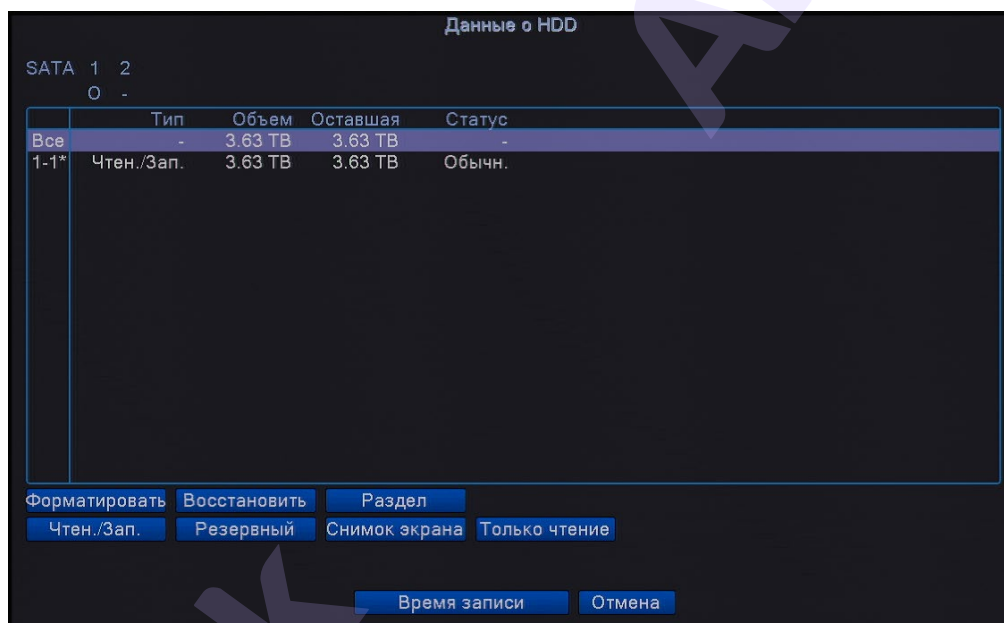 Данные о HDD
SATA 1 2
O -
Тип Объем Оставшая Статус
Все - 3.63 TB 3.63 TB -
1-1* Чтен./Зап. 3.63 TB 3.63 TB Обычн.
Форматировать Восстановить Раздел
Чтен./Зап. Резервный Снимок экрана Только чтение
Время записи Отмена